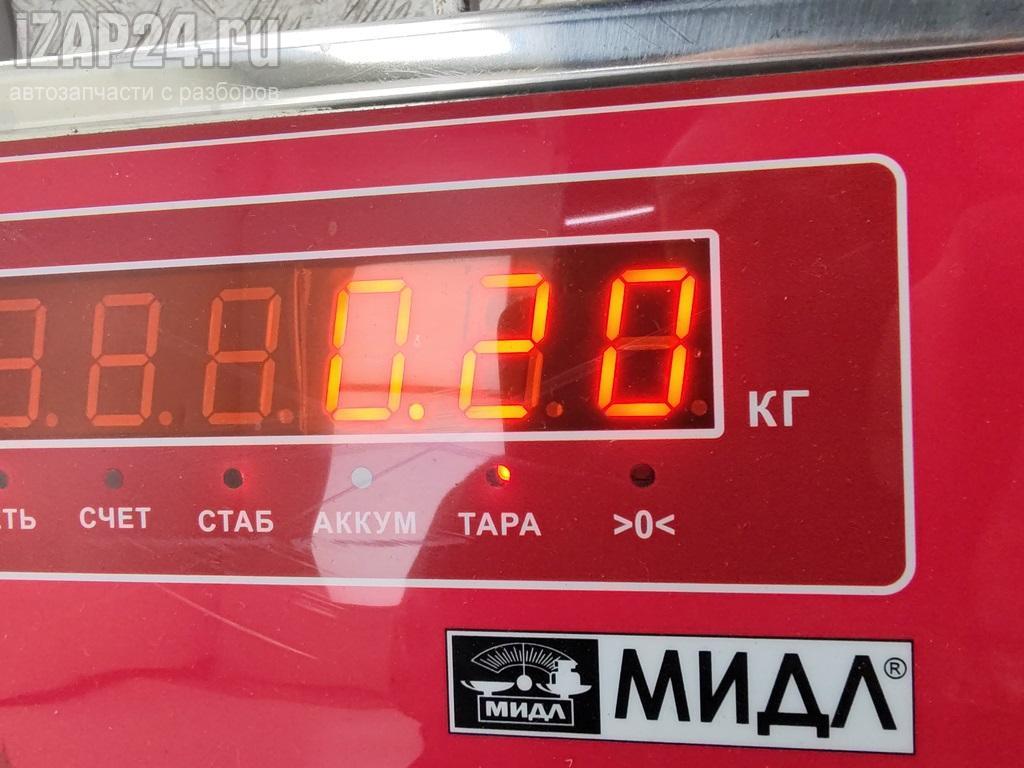 iZAP24.ru
автозапчасти с разборов
0.20
КГ
СЧЕТ СТАБ АККУМ ТАРА >0<
МИДЛ МИДЛ®